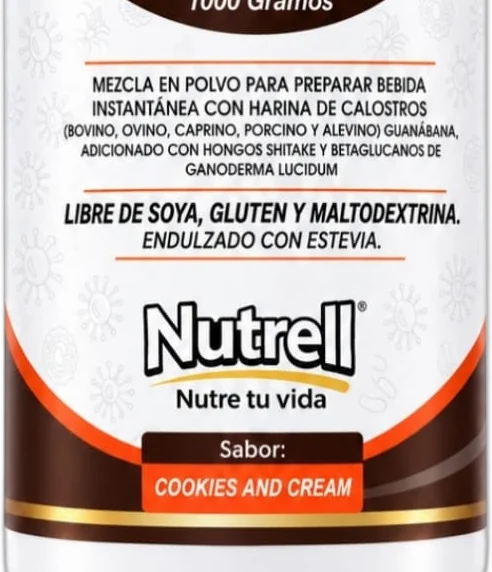 1000 Gramos
MEZCLA EN POLVO PARA PREPARAR BEBIDA
INSTANTÁNEA CON HARINA DE CALOSTROS
(BOVINO, OVINO, CAPRINO, PORCINO Y ALEVINO) GUANÁBANA,
ADICIONADO CON HONGOS SHITAKE Y BETAGLUCANOS DE
GANODERMA LUCIDUM
LIBRE DE SOYA, GLUTEN Y MALTODEXTRINA.
ENDULZADO CON ESTEVIA.
Nutrell®
Nutre tu vida
Sabor:
COOKIES AND CREAM